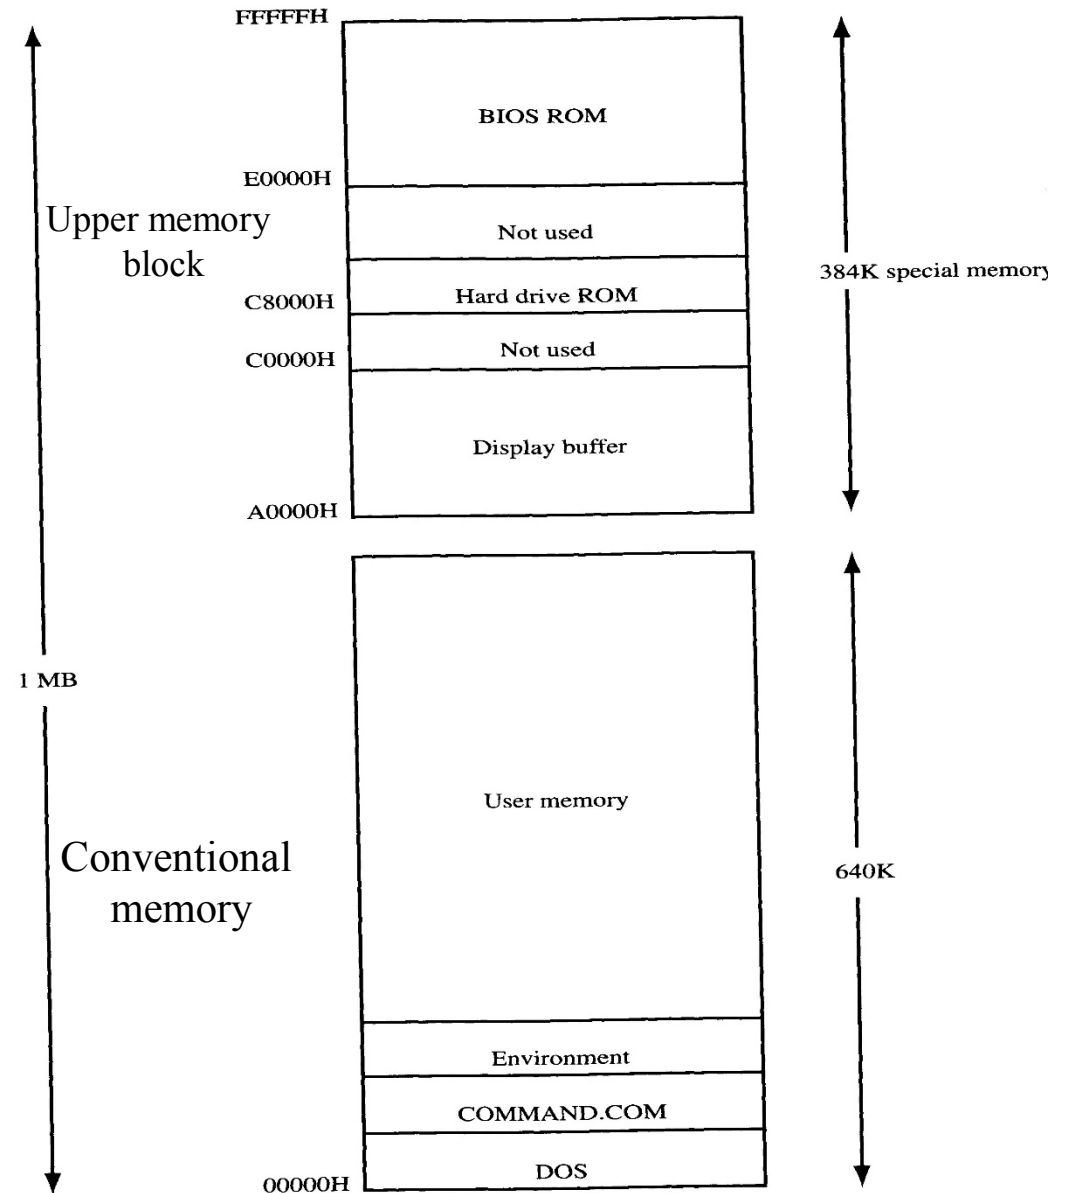 FFFFFH
BIOS ROM
E0000H
Upper memory
block
Not used
384K special memory
C8000H
Hard drive ROM
C0000H
Not used
Display buffer
A0000H
1 MB
User memory
Conventional
memory
640K
Environment
COMMAND.COM
DOS
00000H